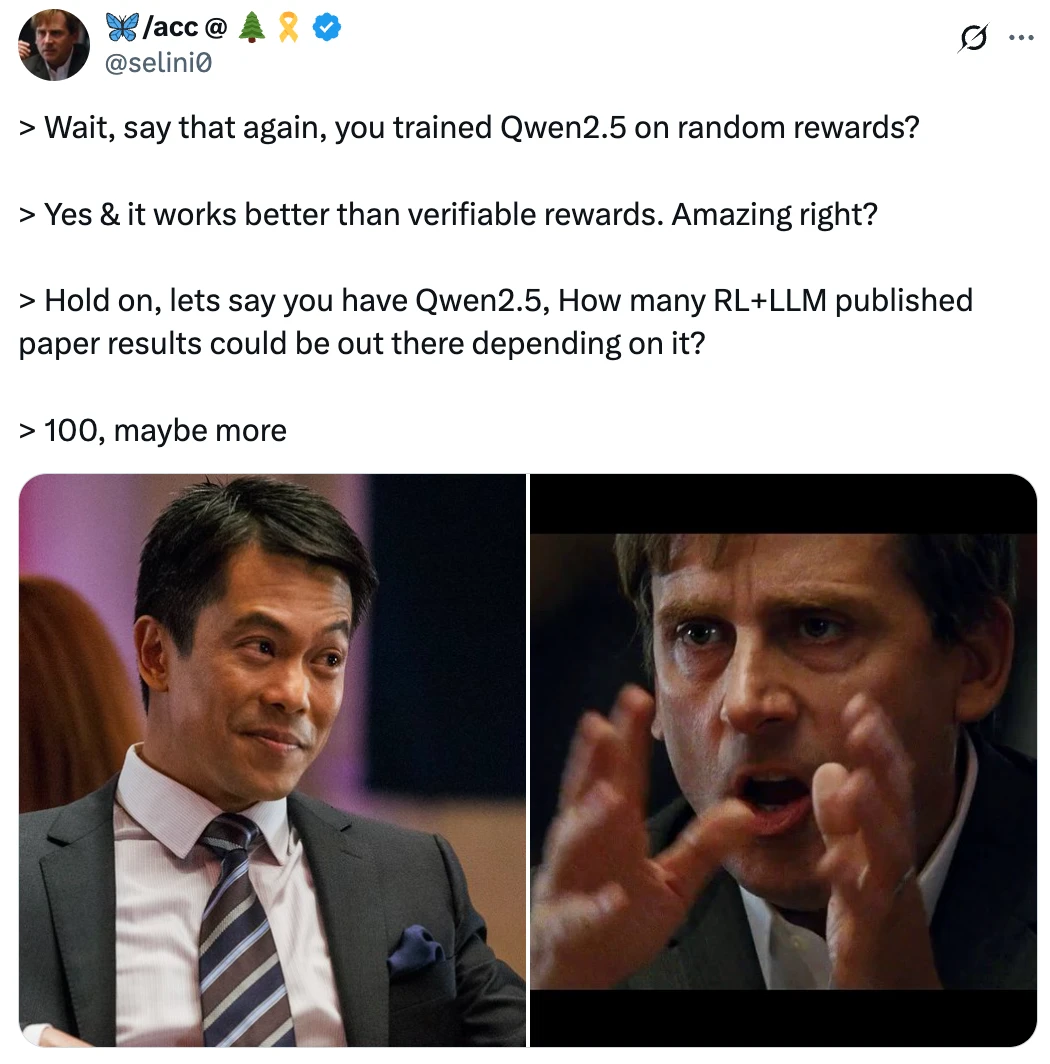 🦋/acc @ 🌲 🎗️
@selini0
> Wait, say that again, you trained Qwen2.5 on random rewards?
> Yes & it works better than verifiable rewards. Amazing right?
> Hold on, lets say you have Qwen2.5, How many RL+LLM published
paper results could be out there depending on it?
> 100, maybe more